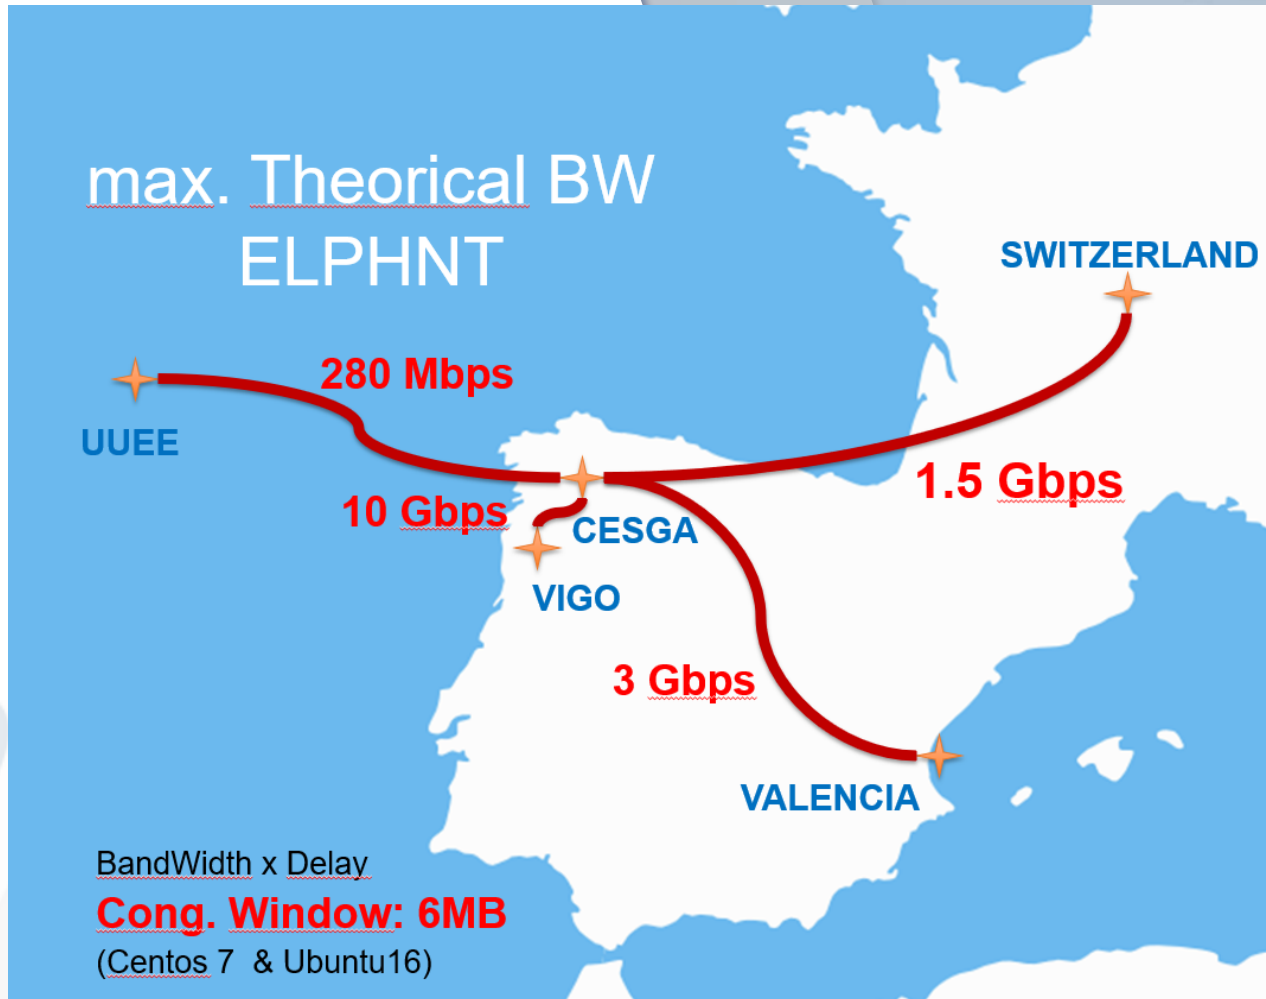 max. Theorical BW
ELPHNT
SWITZERLAND
280 Mbps
UUEE
1.5 Gbps
10 Gbps
CESGA
VIGO
3 Gbps
VALENCIA
BandWidth x Delay
Cong. Window: 6MB
(Centos 7 & Ubuntu16)